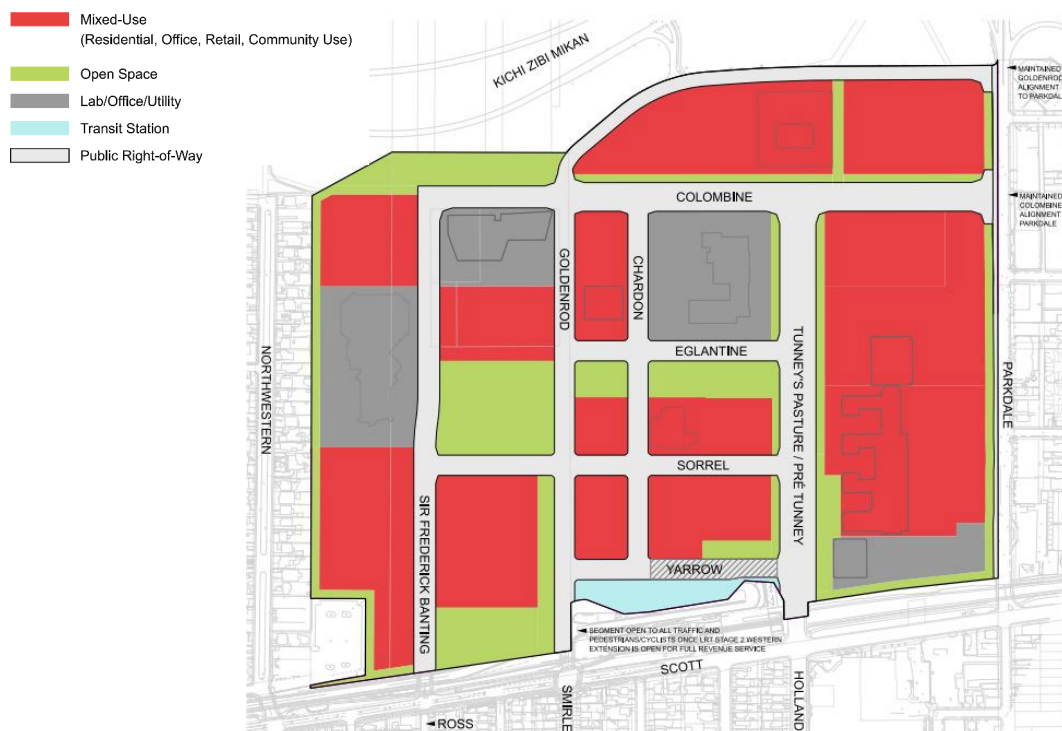 Mixed-Use
(Residential, Office, Retail, Community Use)
Open Space
Lab/Office/Utility
Transit Station
Public Right-of-Way
KICHI ZIBI MIKAN
MAINTAINED
GOLDENROD
ALIGNMENT
TO PARKDAL
COLOMBINE
MAINTAINED
COLOMBINE
ALIGNMENT
PARKDALE
GOLDENROD
CHARDON
EGLANTINE
NORTHWESTERN
TUNNEY'S PASTURE / PRÉ TUNNEY
PARKDALE
SORREL
SIR FREDERICK BANTING
YARROW
SEGMENT OPEN TO ALL TRAFFIC AND
PEDESTRIANS/CYCLISTS ONCE LRT STAGE 2 WESTERN
EXTENSION IS OPEN FOR FULL REVENUE SERVICE
SCOTT
SMIRLE
HOLLAND
ROSS